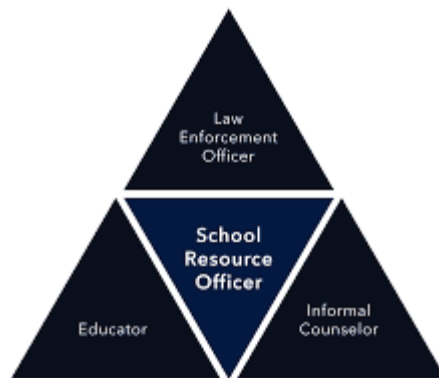 Law
Enforcement
Officer
School
Resource
Officer
Educator
Informal
Counselor